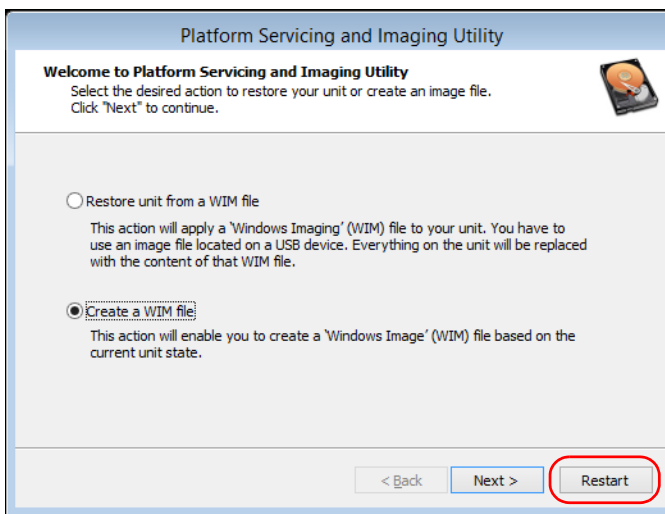 Platform Servicing and Imaging Utility
Welcome to Platform Servicing and Imaging Utility
Select the desired action to restore your unit or create an image file.
Click "Next" to continue.
Restore unit from a WIM file
This action will apply a 'Windows Imaging' (WIM) file to your unit. You have to
use an image file located on a USB device. Everything on the unit will be replaced
with the content of that WIM file.
Create a WIM file
This action will enable you to create a 'Windows Image' (WIM) file based on the
current unit state.
< Back
Next >
Restart